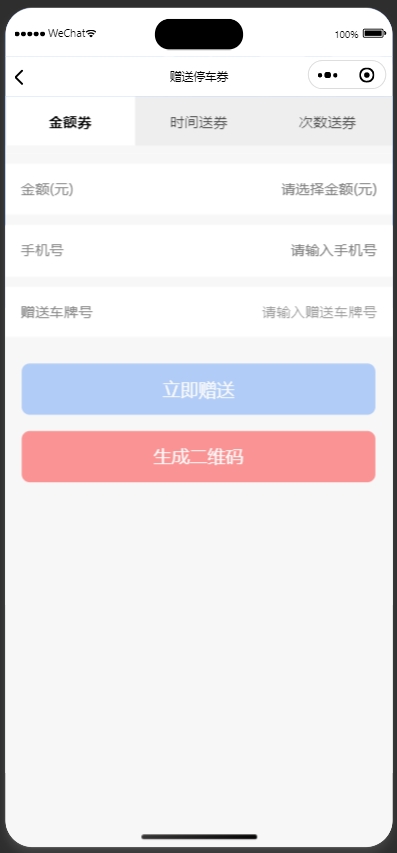 WeChat 100%
赠送停车券
金额券 时间送券 次数送券
金额(元) 请选择金额(元)
手机号 请输入手机号
赠送车牌号 请输入赠送车牌号
立即赠送
生成二维码